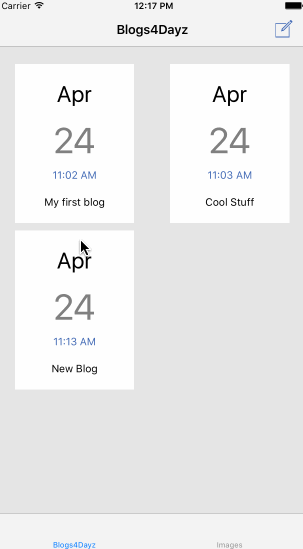 Carrier 12:17 PM
Blogs4Dayz
Apr
24
11:02 AM
My first blog
Apr
24
11:03 AM
Cool Stuff
Apr
24
11:13 AM
New Blog
Blogs4Dayz Images